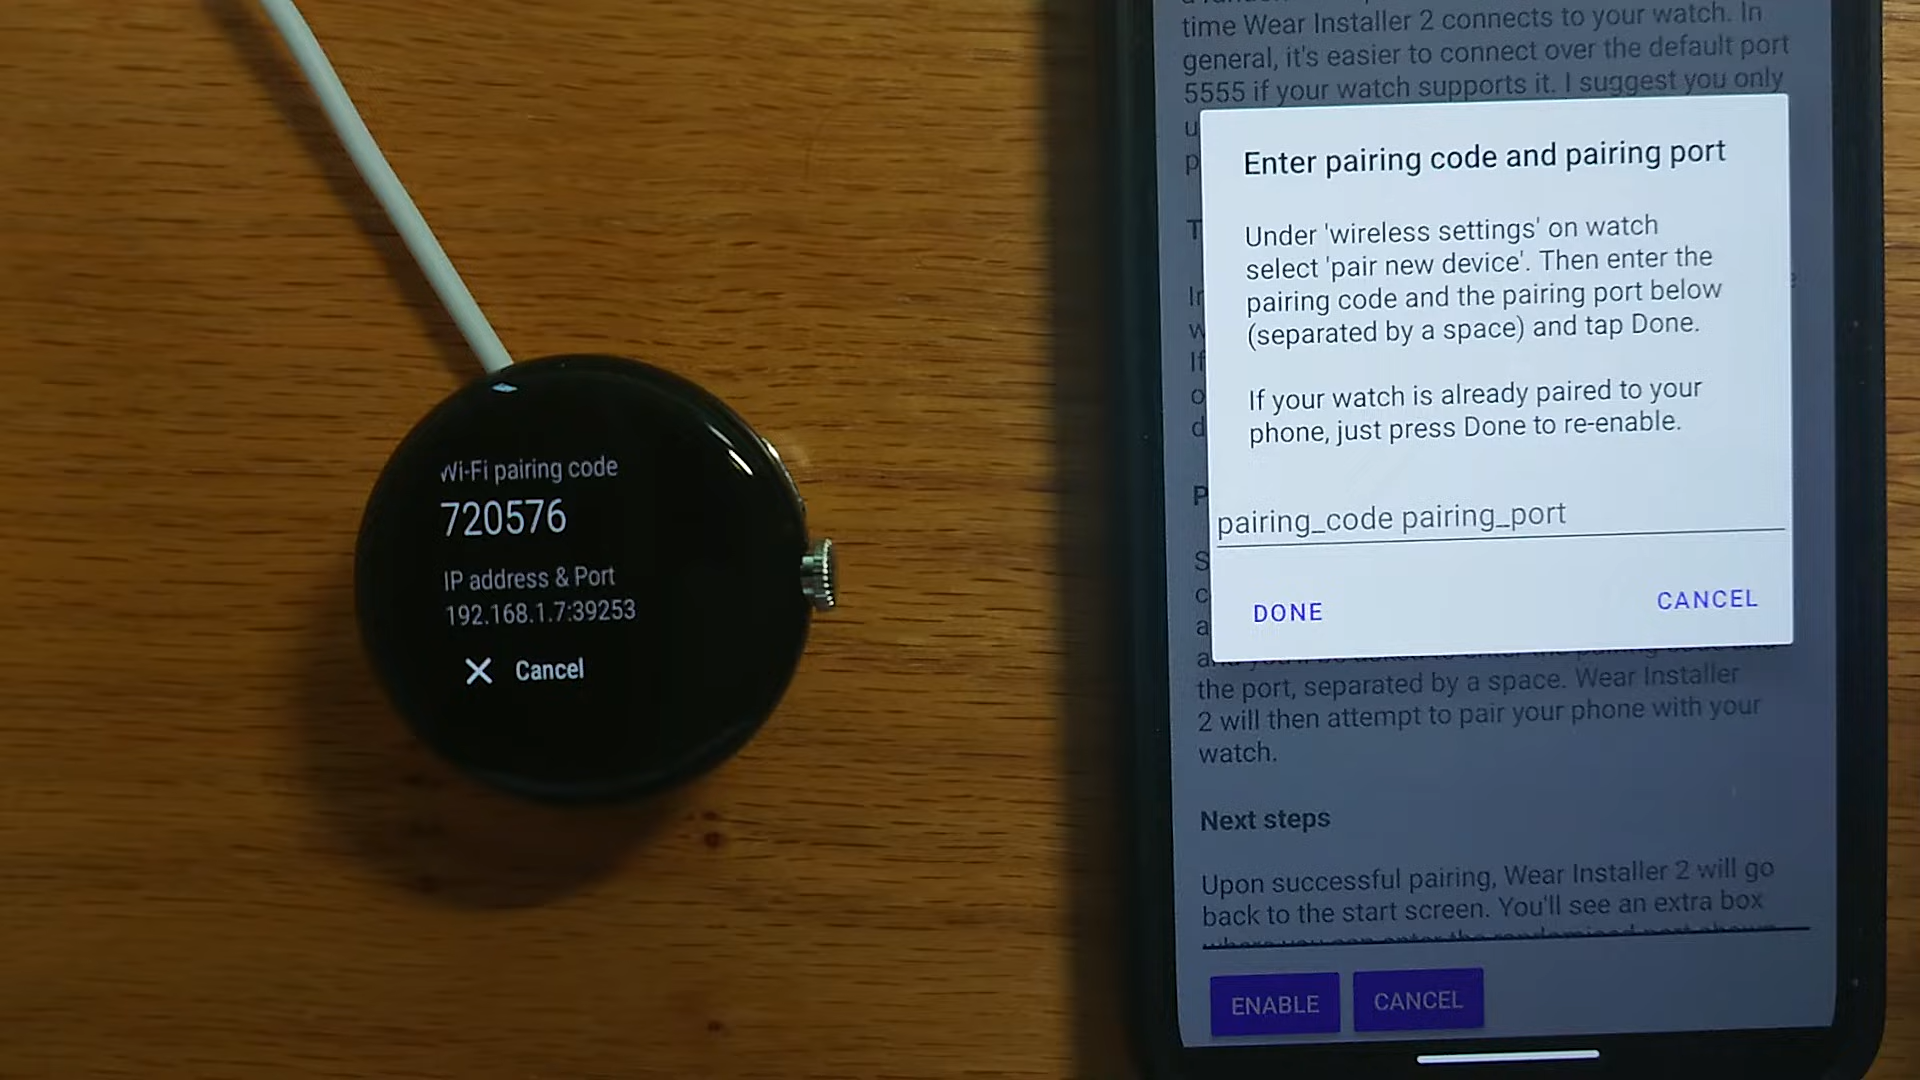 Wi-Fi pairing code
720576
IP address & Port
192.168.1.7:39253
Cancel
time Wear Installer 2 connects to your watch. In
general, it's easier to connect over the default port
5555 if your watch supports it. I suggest you only
Enter pairing code and pairing port
Under 'wireless settings' on watch
select 'pair new device'. Then enter the
pairing code and the pairing port below
(separated by a space) and tap Done.
If your watch is already paired to your
phone, just press Done to re-enable.
pairing_code pairing_port
DONE
CANCEL
the port, separated by a space. Wear Installer
2 will then attempt to pair your phone with your
watch.
Next steps
Upon successful pairing, Wear Installer 2 will go
back to the start screen. You'll see an extra box
ENABLE
CANCEL